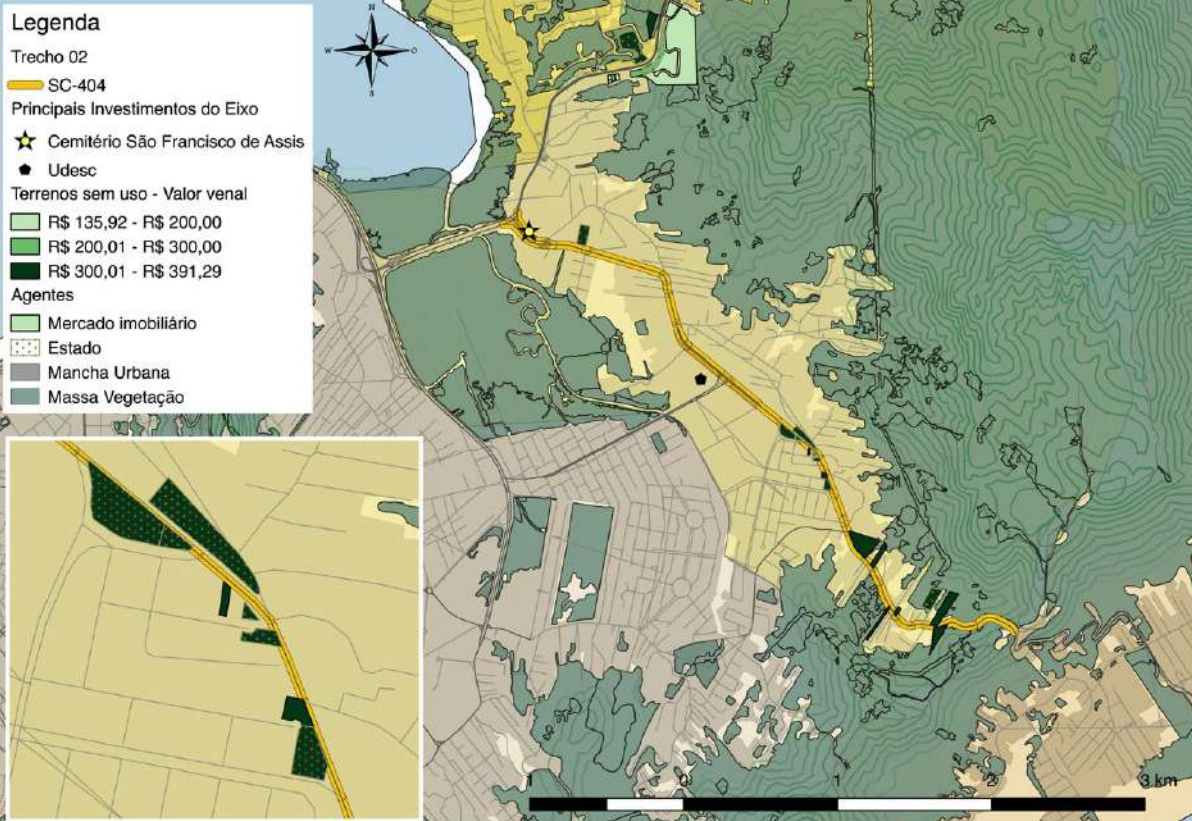 Legenda
Trecho 02
SC-404
Principais Investimentos do Eixo
Cemitério São Francisco de Assis
Udesc
Terrenos sem uso - Valor venal
R$ 135,92 - R$ 200,00
R$ 200,01 - R$ 300,00
R$ 300,01 - R$ 391,29
Agentes
Mercado imobiliário
Estado
Mancha Urbana
Massa Vegetação
N
W
O
S
1 0 1 2 3 km